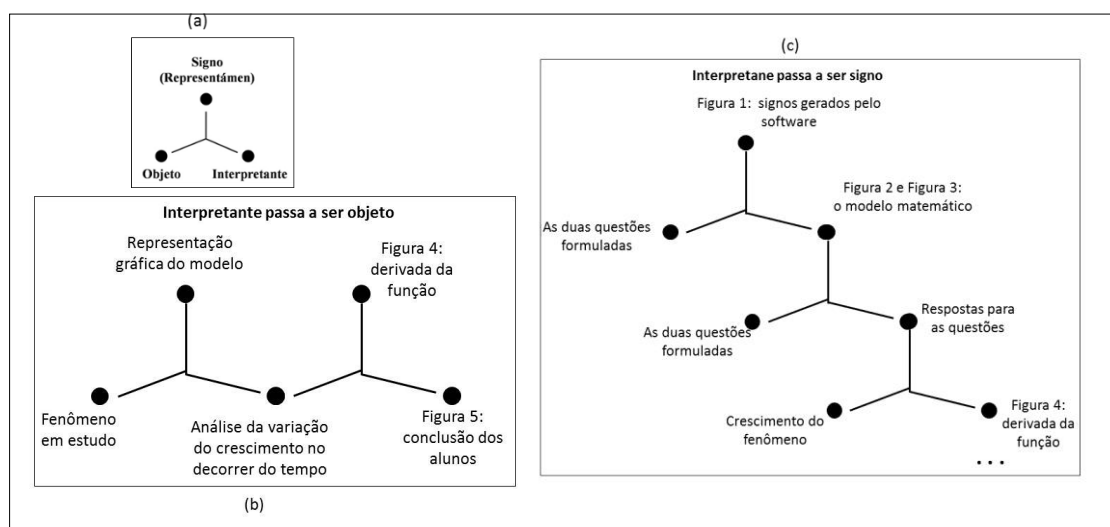 (a)
Signo
(Representámen)
Objeto
Interpretante
Interpretante passa a ser objeto
Representação
gráfica do modelo
Figura 4:
derivada da
função
Fenômeno
em estudo
Análise da variação
do crescimento no
decorrer do tempo
Figura 5:
conclusão dos
alunos
(b)
(c)
Interpretane passa a ser signo
Figura 1: signos gerados pelo
software
Figura 2 e Figura 3:
o modelo matemático
As duas questões
formuladas
As duas questões
formuladas
Respostas para
as questões
Crescimento do
fenômeno
Figura 4:
derivada da
função
...